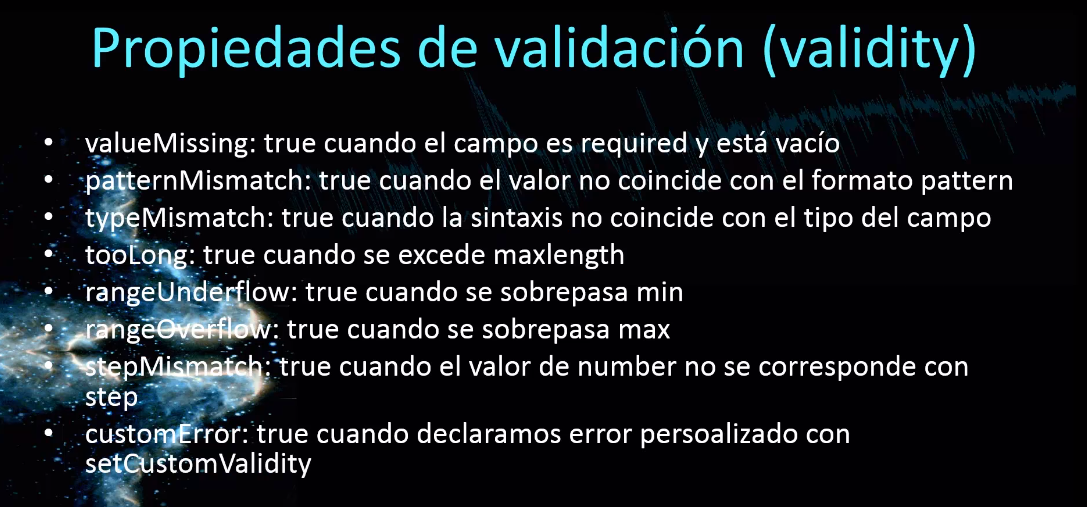 Propiedades de validación (validity)
• valueMissing: true cuando el campo es required y está vacío
• patternMismatch: true cuando el valor no coincide con el formato pattern
• typeMismatch: true cuando la sintaxis no coincide con el tipo del campo
• tooLong: true cuando se excede maxlength
• rangeUnderflow: true cuando se sobrepasa min
• rangeOverflow: true cuando se sobrepasa max
• stepMismatch: true cuando el valor de number no se corresponde con
step
• customError: true cuando declaramos error persoalizado con
setCustomValidity